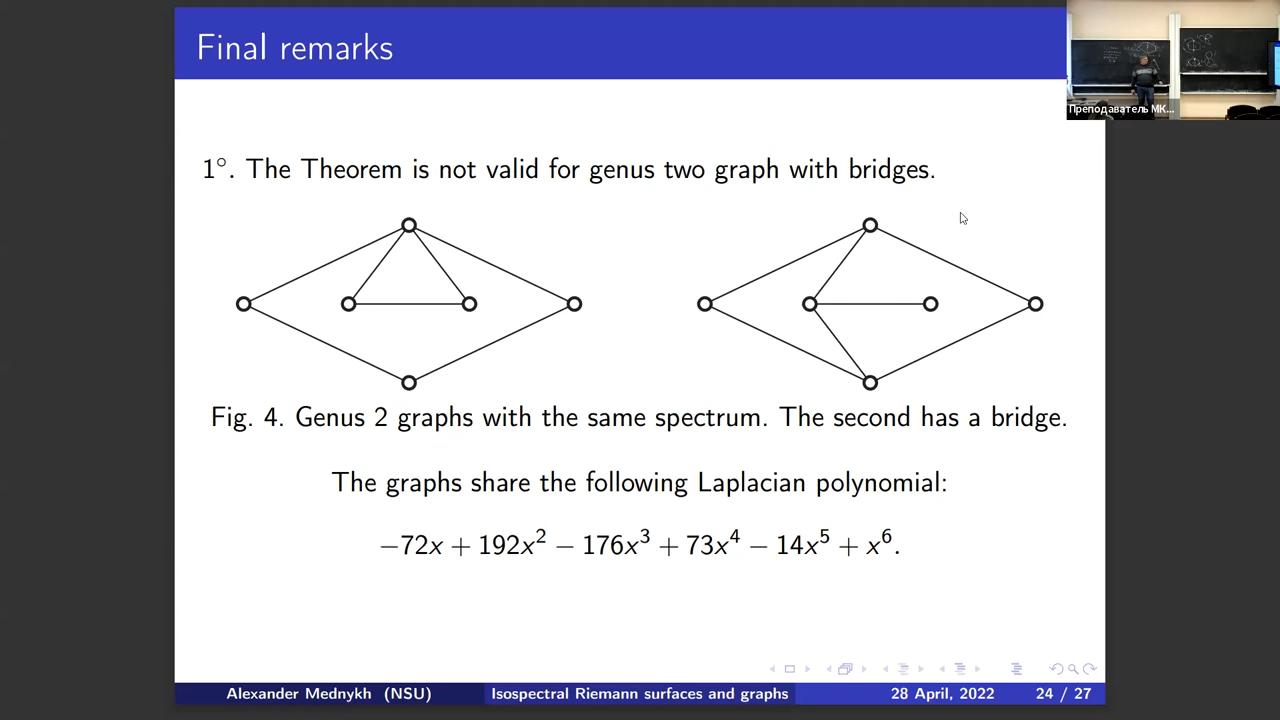 Final remarks
Преподаватель МК...
1°. The Theorem is not valid for genus two graph with bridges.
Fig. 4. Genus 2 graphs with the same spectrum. The second has a bridge.
The graphs share the following Laplacian polynomial:
−72x + 192x² − 176x³ + 73x⁴ − 14x⁵ + x⁶.
Alexander Mednykh (NSU) Isospectral Riemann surfaces and graphs 28 April, 2022 24 / 27